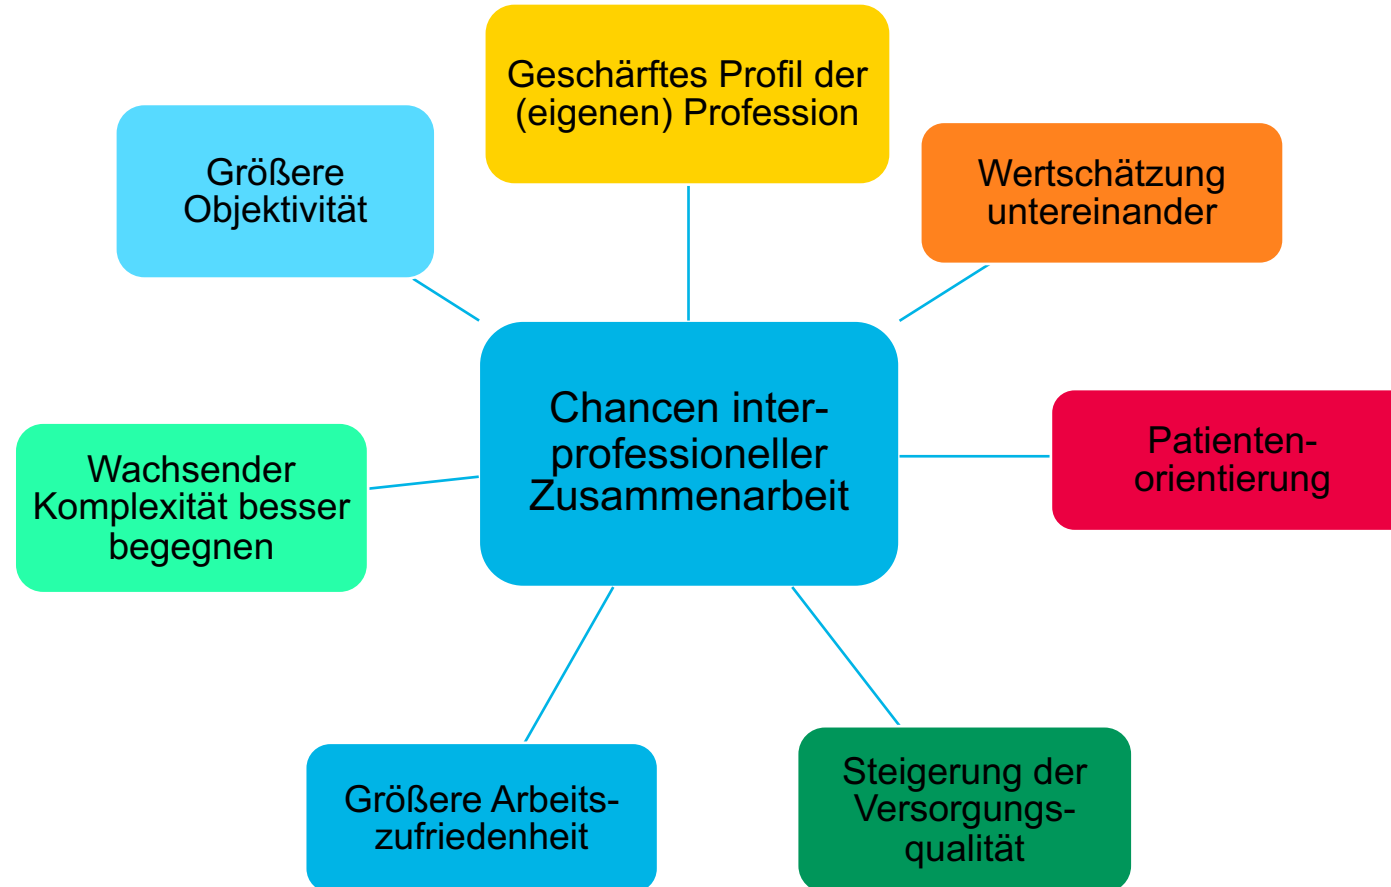 Geschärftes Profil der
(eigenen) Profession
Größere
Objektivität
Wertschätzung
untereinander
Chancen inter-
professioneller
Zusammenarbeit
Patienten-
orientierung
Wachsender
Komplexität besser
begegnen
Größere Arbeits-
zufriedenheit
Steigerung der
Versorgungs-
qualität